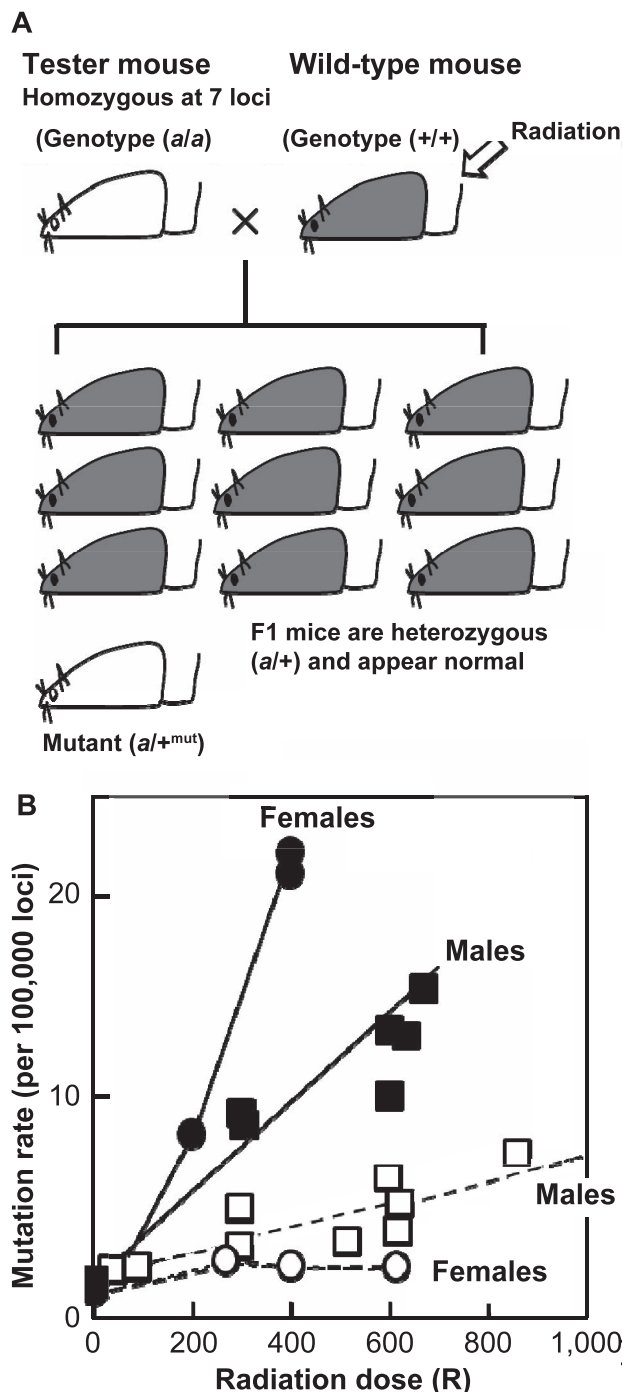 A
Tester mouse
Wild-type mouse
Homozygous at 7 loci
(Genotype (a/a)
(Genotype (+/+)
Radiation
×
F1 mice are heterozygous
(a/+) and appear normal
Mutant (a/+mut)
B
Females
Males
Males
Females
Mutation rate (per 100,000 loci)
20
10
0
0 200 400 600 800 1,000
Radiation dose (R)